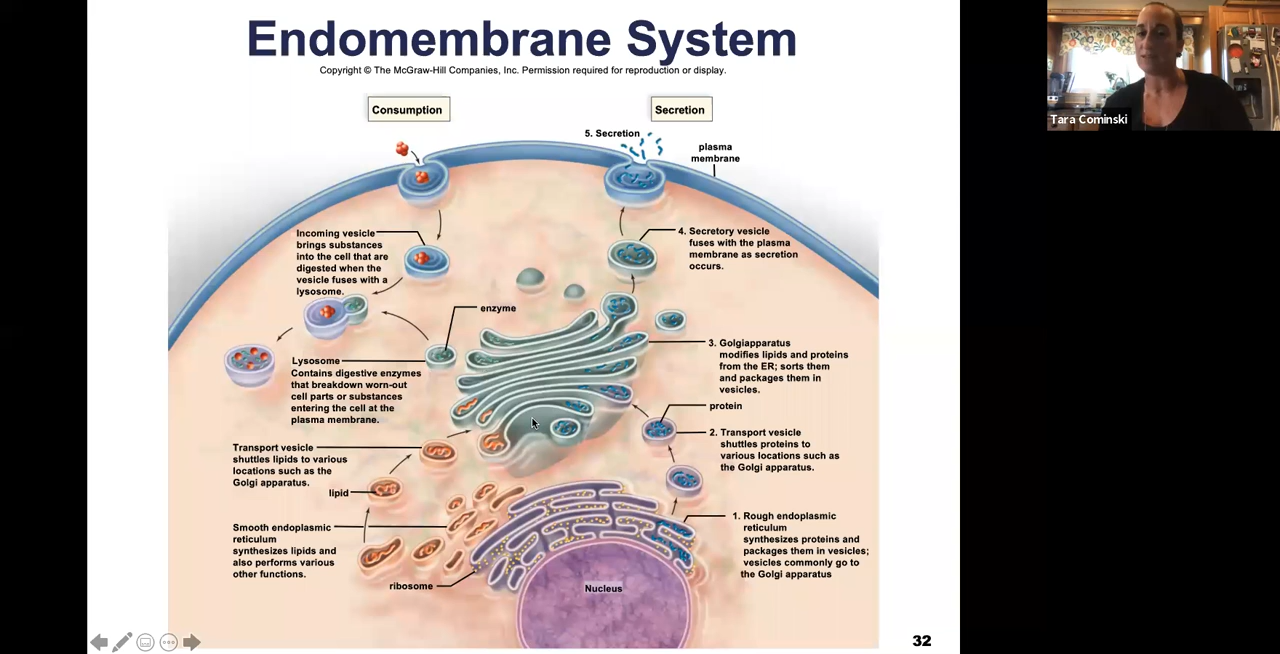 Endomembrane System
Copyright © The McGraw-Hill Companies, Inc. Permission required for reproduction or display.
Consumption
Secretion
5. Secretion
plasma
membrane
Incoming vesicle
brings substances
into the cell that are
digested when the
vesicle fuses with a
lysosome.
4. Secretory vesicle
fuses with the plasma
membrane as secretion
occurs.
enzyme
Lysosome
Contains digestive enzymes
that breakdown worn-out
cell parts or substances
entering the cell at the
plasma membrane.
3. Golgiapparatus
modifies lipids and proteins
from the ER; sorts them
and packages them in
vesicles.
protein
2. Transport vesicle
shuttles proteins to
various locations such as
the Golgi apparatus.
Transport vesicle
shuttles lipids to various
locations such as the
Golgi apparatus.
lipid
Smooth endoplasmic
reticulum
synthesizes lipids and
also performs various
other functions.
1. Rough endoplasmic
reticulum
synthesizes proteins and
packages them in vesicles;
vesicles commonly go to
the Golgi apparatus
ribosome
Nucleus
32
Tara Cominski